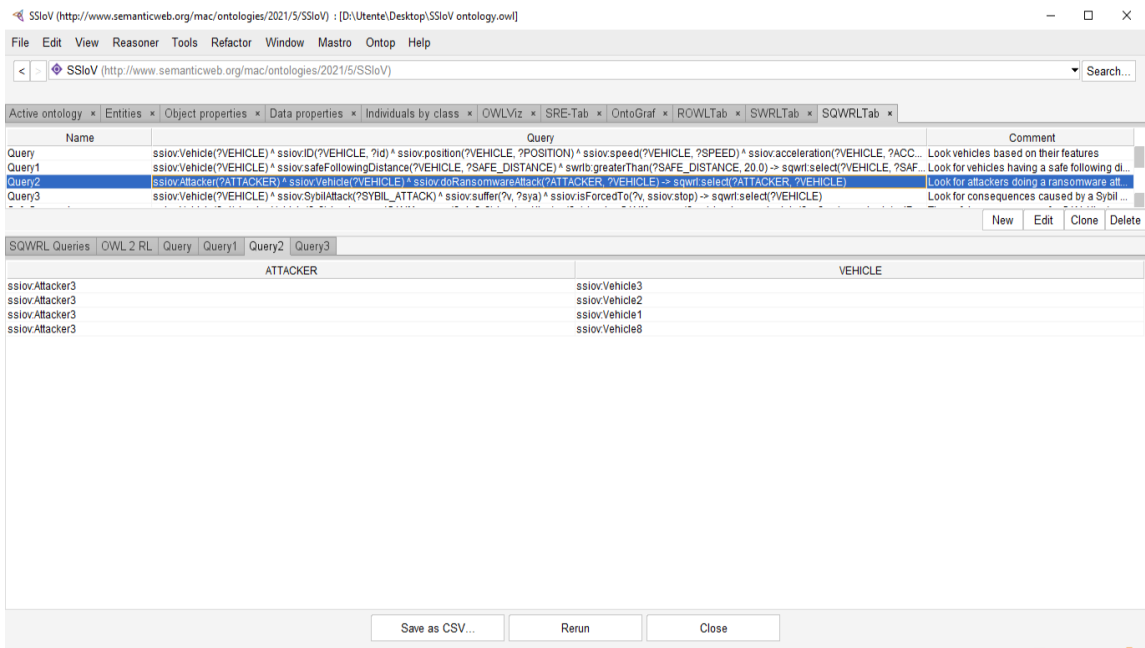 SSIoV (http://www.semanticweb.org/mac/ontologies/2021/5/SSIoV) : [D:\Utente\Desktop\SSIoV ontology.owl]
File Edit View Reasoner Tools Refactor Window Mastro Ontop Help
< > SSIoV (http://www.semanticweb.org/mac/ontologies/2021/5/SSIoV) Search...
Active ontology × Entities × Object properties × Data properties × Individuals by class × OWLViz × SRE-Tab × OntoGraf × ROWLTab × SWRLTab × SQWRLTab ×
Name Query Comment
Query ssiov:Vehicle(?VEHICLE) ^ ssiov:ID(?VEHICLE, ?id) ^ ssiov:position(?VEHICLE, ?POSITION) ^ ssiov:speed(?VEHICLE, ?SPEED) ^ ssiov:acceleration(?VEHICLE, ?ACC... Look vehicles based on their features
Query1 ssiov:Vehicle(?VEHICLE) ^ ssiov:safeFollowingDistance(?VEHICLE, ?SAFE_DISTANCE) ^ swrlb:greaterThan(?SAFE_DISTANCE, 20.0) -> sqwrl:select(?VEHICLE, ?SAF... Look for vehicles having a safe following di...
Query2 ssiov:Attacker(?ATTACKER) ^ ssiov:Vehicle(?VEHICLE) ^ ssiov:doRansomwareAttack(?ATTACKER, ?VEHICLE) -> sqwrl:select(?ATTACKER, ?VEHICLE) Look for attackers doing a ransomware att...
Query3 ssiov:Vehicle(?VEHICLE) ^ ssiov:SybilAttack(?SYBIL_ATTACK) ^ ssiov:suffer(?v, ?sya) ^ ssiov:isForcedTo(?v, ssiov:stop) -> sqwrl:select(?VEHICLE) Look for consequences caused by a Sybil ...
New Edit Clone Delete
SQWRL Queries OWL 2 RL Query Query1 Query2 Query3
ATTACKER VEHICLE
ssiov:Attacker3 ssiov:Vehicle3
ssiov:Attacker3 ssiov:Vehicle2
ssiov:Attacker3 ssiov:Vehicle1
ssiov:Attacker3 ssiov:Vehicle8
Save as CSV... Rerun Close